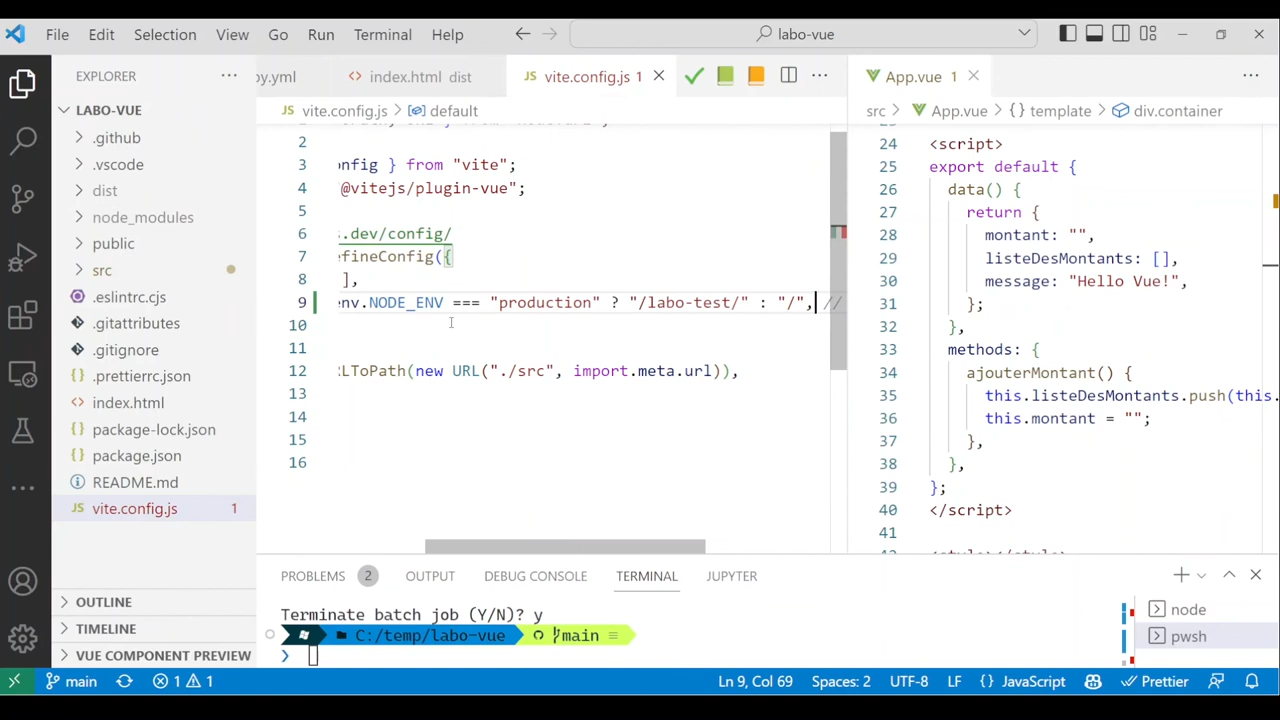 File Edit Selection View Go Run Terminal Help
labo-vue
EXPLORER
LABO-VUE
.github
.vscode
dist
node_modules
public
src
.eslintrc.cjs
.gitattributes
.gitignore
.prettierrc.json
index.html
package-lock.json
package.json
README.md
JS vite.config.js 1
OUTLINE
TIMELINE
VUE COMPONENT PREVIEW
index.html dist
vite.config.js 1
JS vite.config.js > default
2
3 onfig } from "vite";
4 @vitejs/plugin-vue";
5
6 s.dev/config/
7 efineConfig({
8 ],
9 env.NODE_ENV === "production" ? "/labo-test/" : "/", //
10
11
12 RLToPath(new URL("./src", import.meta.url)),
13
14
15
16
App.vue 1
src > App.vue > {} template > div.container
24 <script>
25 export default {
26 data() {
27 return {
28 montant: "",
29 listeDesMontants: [],
30 message: "Hello Vue!",
31 };
32 },
33 methods: {
34 ajouterMontant() {
35 this.listeDesMontants.push(this.
36 this.montant = "";
37 },
38 },
39 };
40 </script>
41
PROBLEMS 2 OUTPUT DEBUG CONSOLE TERMINAL JUPYTER
Terminate batch job (Y/N)? y
C:/temp/labo-vue main
node
pwsh
main 1 1 Ln 9, Col 69 Spaces: 2 UTF-8 LF {} JavaScript Prettier